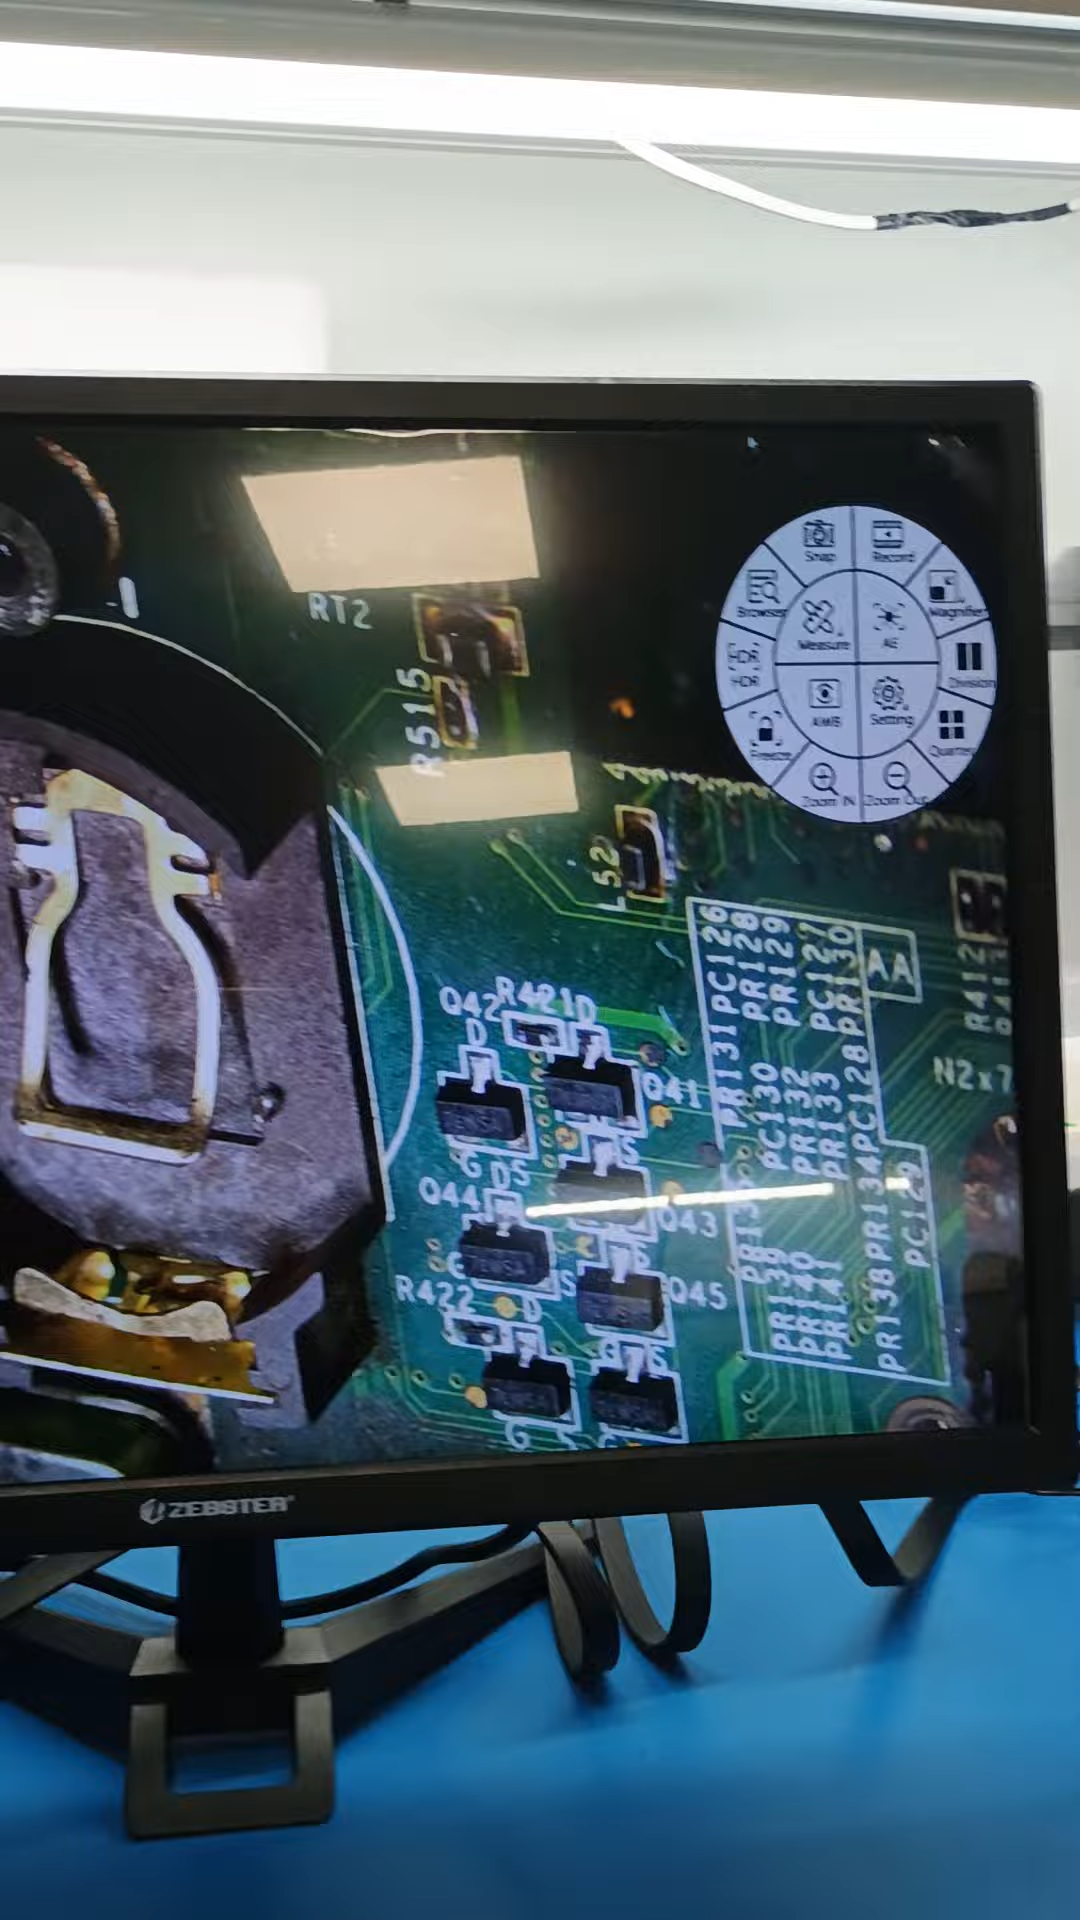 Snap
Record
Browser
Magnifier
Measure
AE
HDR
HDR
Division
AWB
Setting
Freeze
Zoom IN
Zoom Out
RT2
R515
L52
Q42
R421
D
D
Q41
G
D
S
S
Q44
Q43
R422
S
Q45
G
PR131
PC126
PR128
PR129
PC127
PR130
AA
PC130
PR132
PR133
PR134
PC128
PR139
PR140
PR141
PR138
PC129
R412
N2x7
ZEBSTER